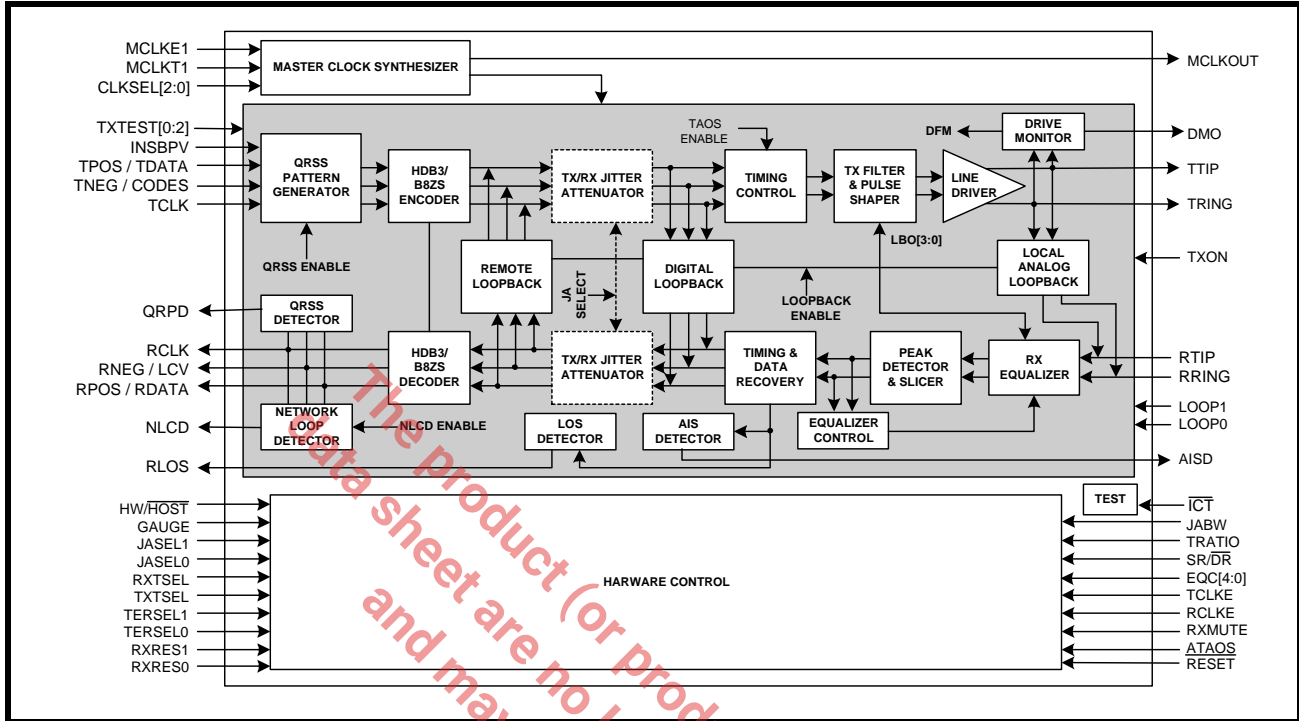 MCLKE1
MCLKT1
CLKSEL[2:0]
MASTER CLOCK SYNTHESIZER
MCLKOUT
TXTEST[0:2]
INSBPV
TPOS / TDATA
TNEG / CODES
TCLK
QRSS
PATTERN
GENERATOR
HDB3/
B8ZS
ENCODER
TX/RX JITTER
ATTENUATOR
TAOS
ENABLE
TIMING
CONTROL
TX FILTER
& PULSE
SHAPER
LINE
DRIVER
DFM
DRIVE
MONITOR
DMO
TTIP
TRING
QRSS ENABLE
REMOTE
LOOPBACK
JA
SELECT
DIGITAL
LOOPBACK
LOOPBACK
ENABLE
LBO[3:0]
LOCAL
ANALOG
LOOPBACK
TXON
QRPD
RCLK
RNEG / LCV
RPOS / RDATA
NLCD
RLOS
QRSS
DETECTOR
HDB3/
B8ZS
DECODER
TX/RX JITTER
ATTENUATOR
TIMING &
DATA
RECOVERY
PEAK
DETECTOR
& SLICER
RX
EQUALIZER
RTIP
RRING
NETWORK
LOOP
DETECTOR
NLCD ENABLE
LOS
DETECTOR
AIS
DETECTOR
EQUALIZER
CONTROL
LOOP1
LOOP0
AISD
HW/HOST
GAUGE
JASEL1
JASEL0
RXTSEL
TXTSEL
TERSEL1
TERSEL0
RXRES1
RXRES0
HARWARE CONTROL
TEST
ICT
JABW
TRATIO
SR/DR
EQC[4:0]
TCLKE
RCLKE
RXMUTE
ATAOS
RESET
The product (or prod
data sheet are no
and may